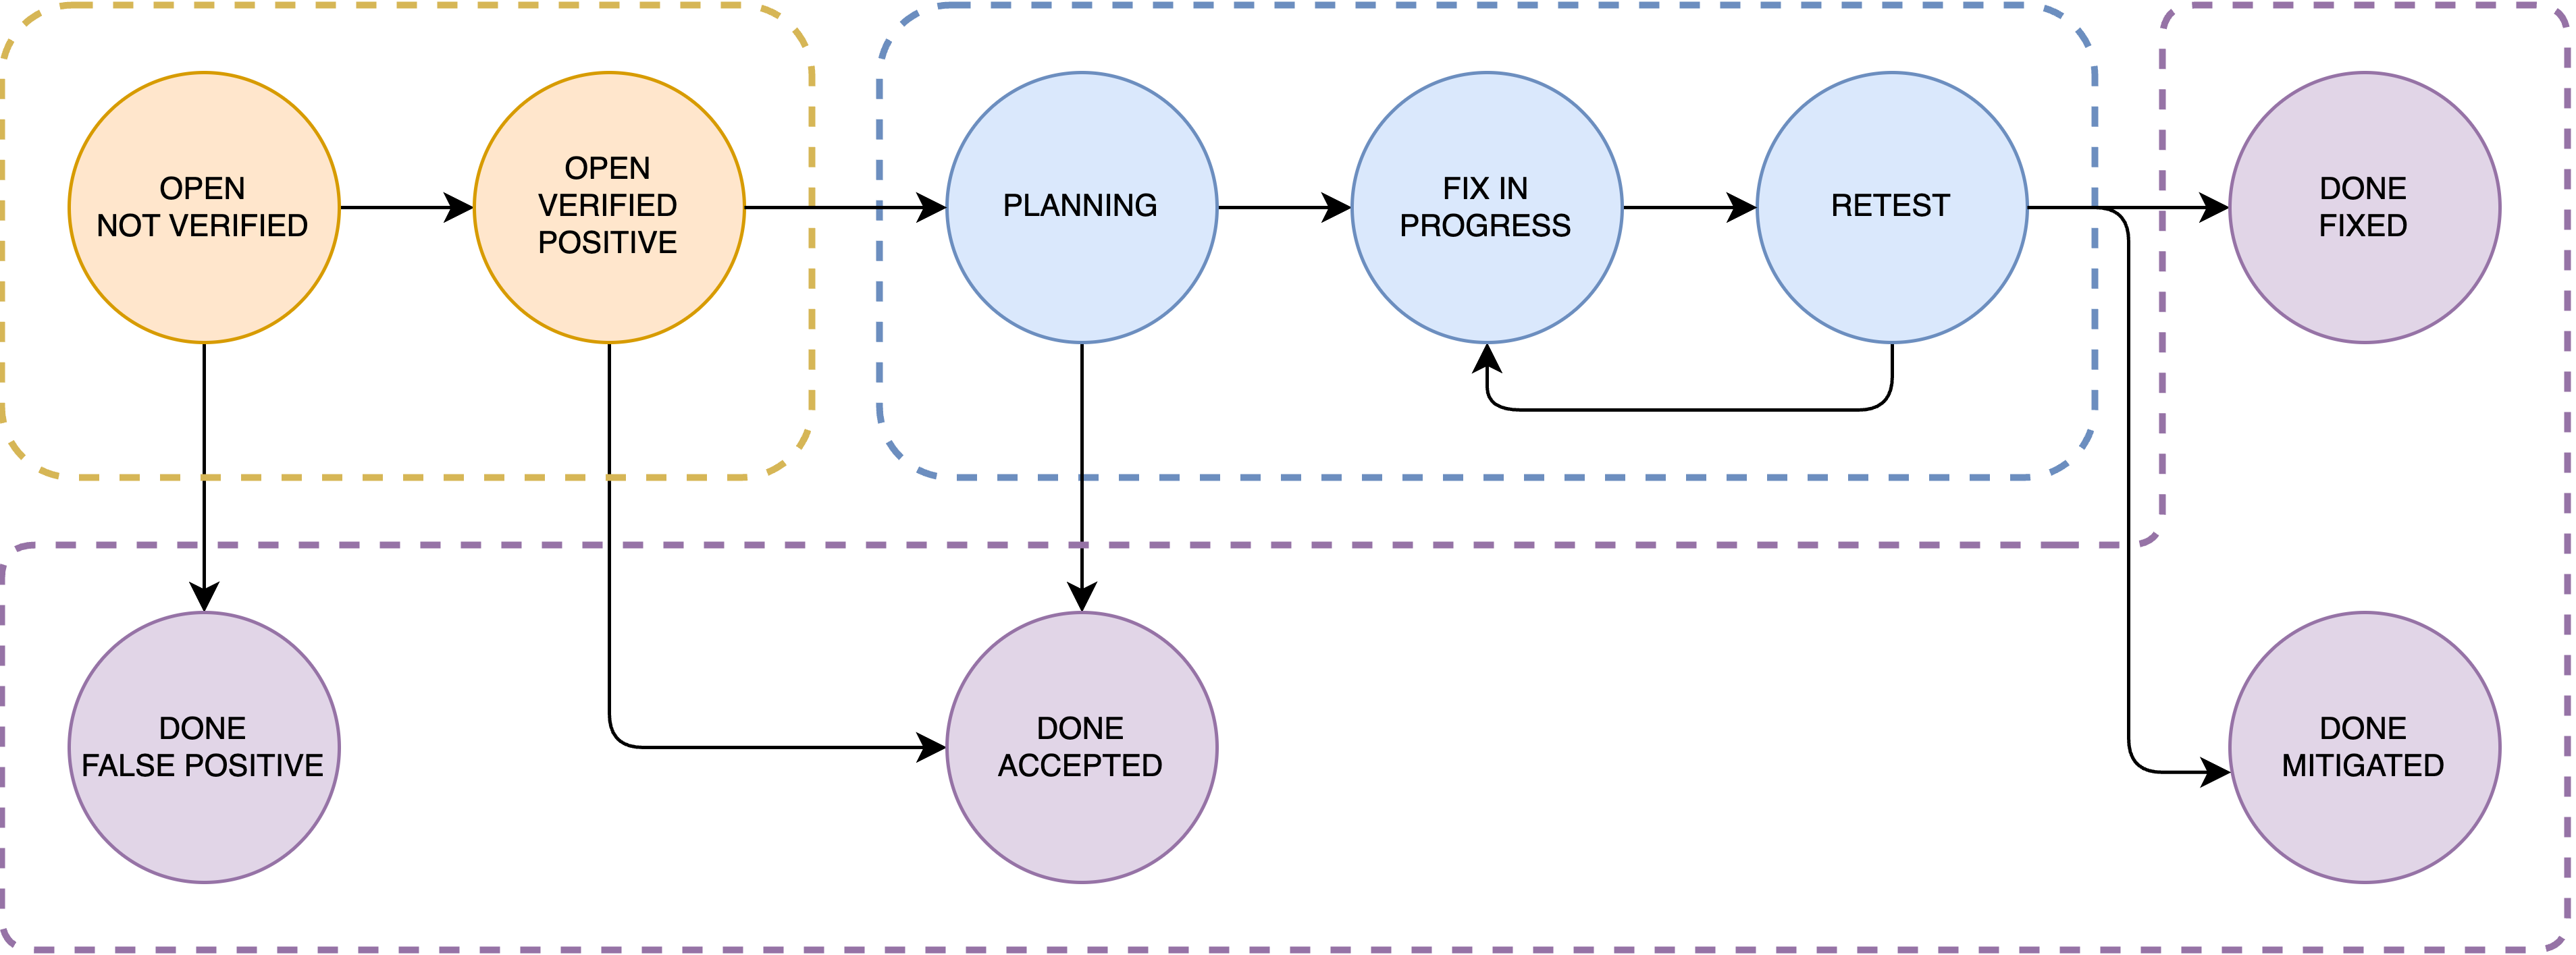 OPEN
NOT VERIFIED
OPEN
VERIFIED
POSITIVE
PLANNING
FIX IN
PROGRESS
RETEST
DONE
FIXED
DONE
FALSE POSITIVE
DONE
ACCEPTED
DONE
MITIGATED